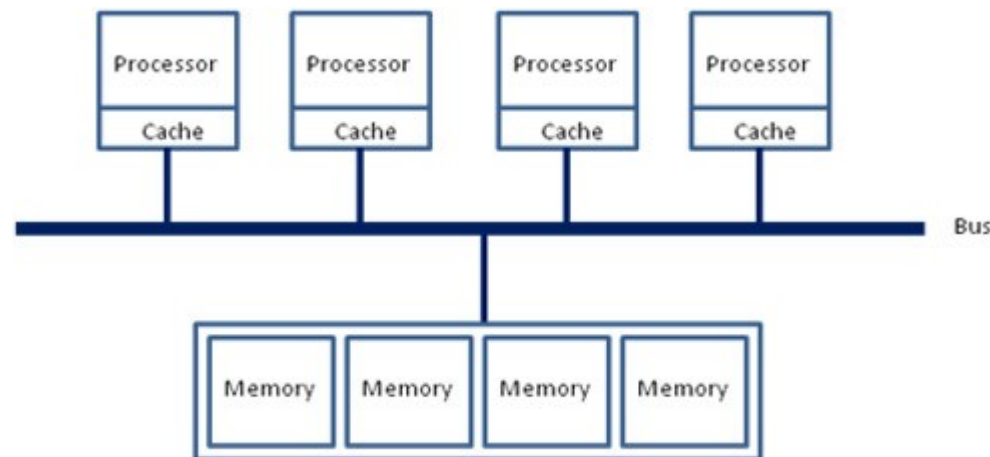 Processor Processor Processor Processor
Cache Cache Cache Cache
Bus
Memory Memory Memory Memory